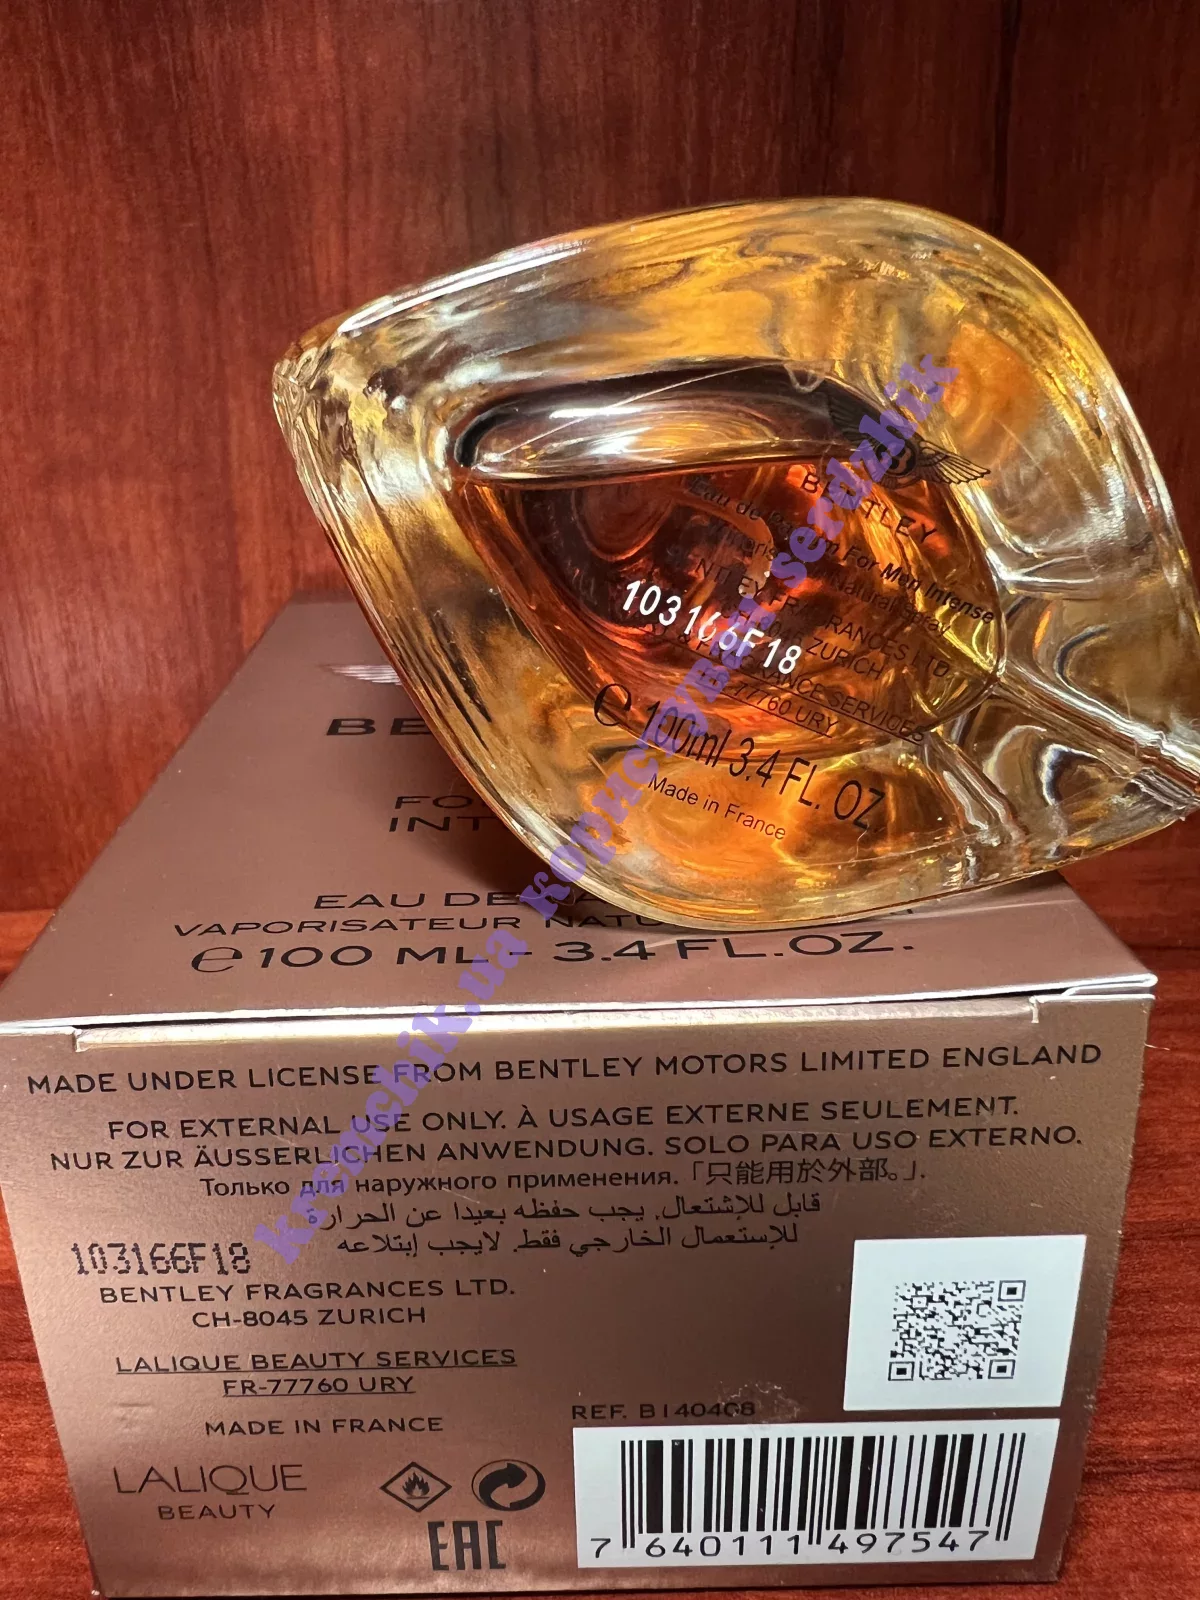 BENTLEY
Eau de Parfum For Men Intense
Natural Spray
FRAGRANCES LTD
ZURICH
FRAGRANCE SERVICES
77760 URY
103166F18
e 100ml 3.4 FL. OZ.
Made in France
EAU DE
VAPORISATEUR
e 100 ML - 3.4 FL.OZ.
MADE UNDER LICENSE FROM BENTLEY MOTORS LIMITED ENGLAND
FOR EXTERNAL USE ONLY. À USAGE EXTERNE SEULEMENT.
NUR ZUR ÄUSSERLICHEN ANWENDUNG. SOLO PARA USO EXTERNO.
Только для наружного применения. 「只能用於外部。」.
قابل للإشتعال, يجب حفظه بعيدا عن الحرارة
للإستعمال الخارجي فقط, لايجب إبتلاعه
103166F18
BENTLEY FRAGRANCES LTD.
CH-8045 ZURICH
LALIQUE BEAUTY SERVICES
FR-77760 URY
MADE IN FRANCE
LALIQUE
BEAUTY
EAC
REF. B140408
7 640111 497547
kremchik.ua користувач serdzhik